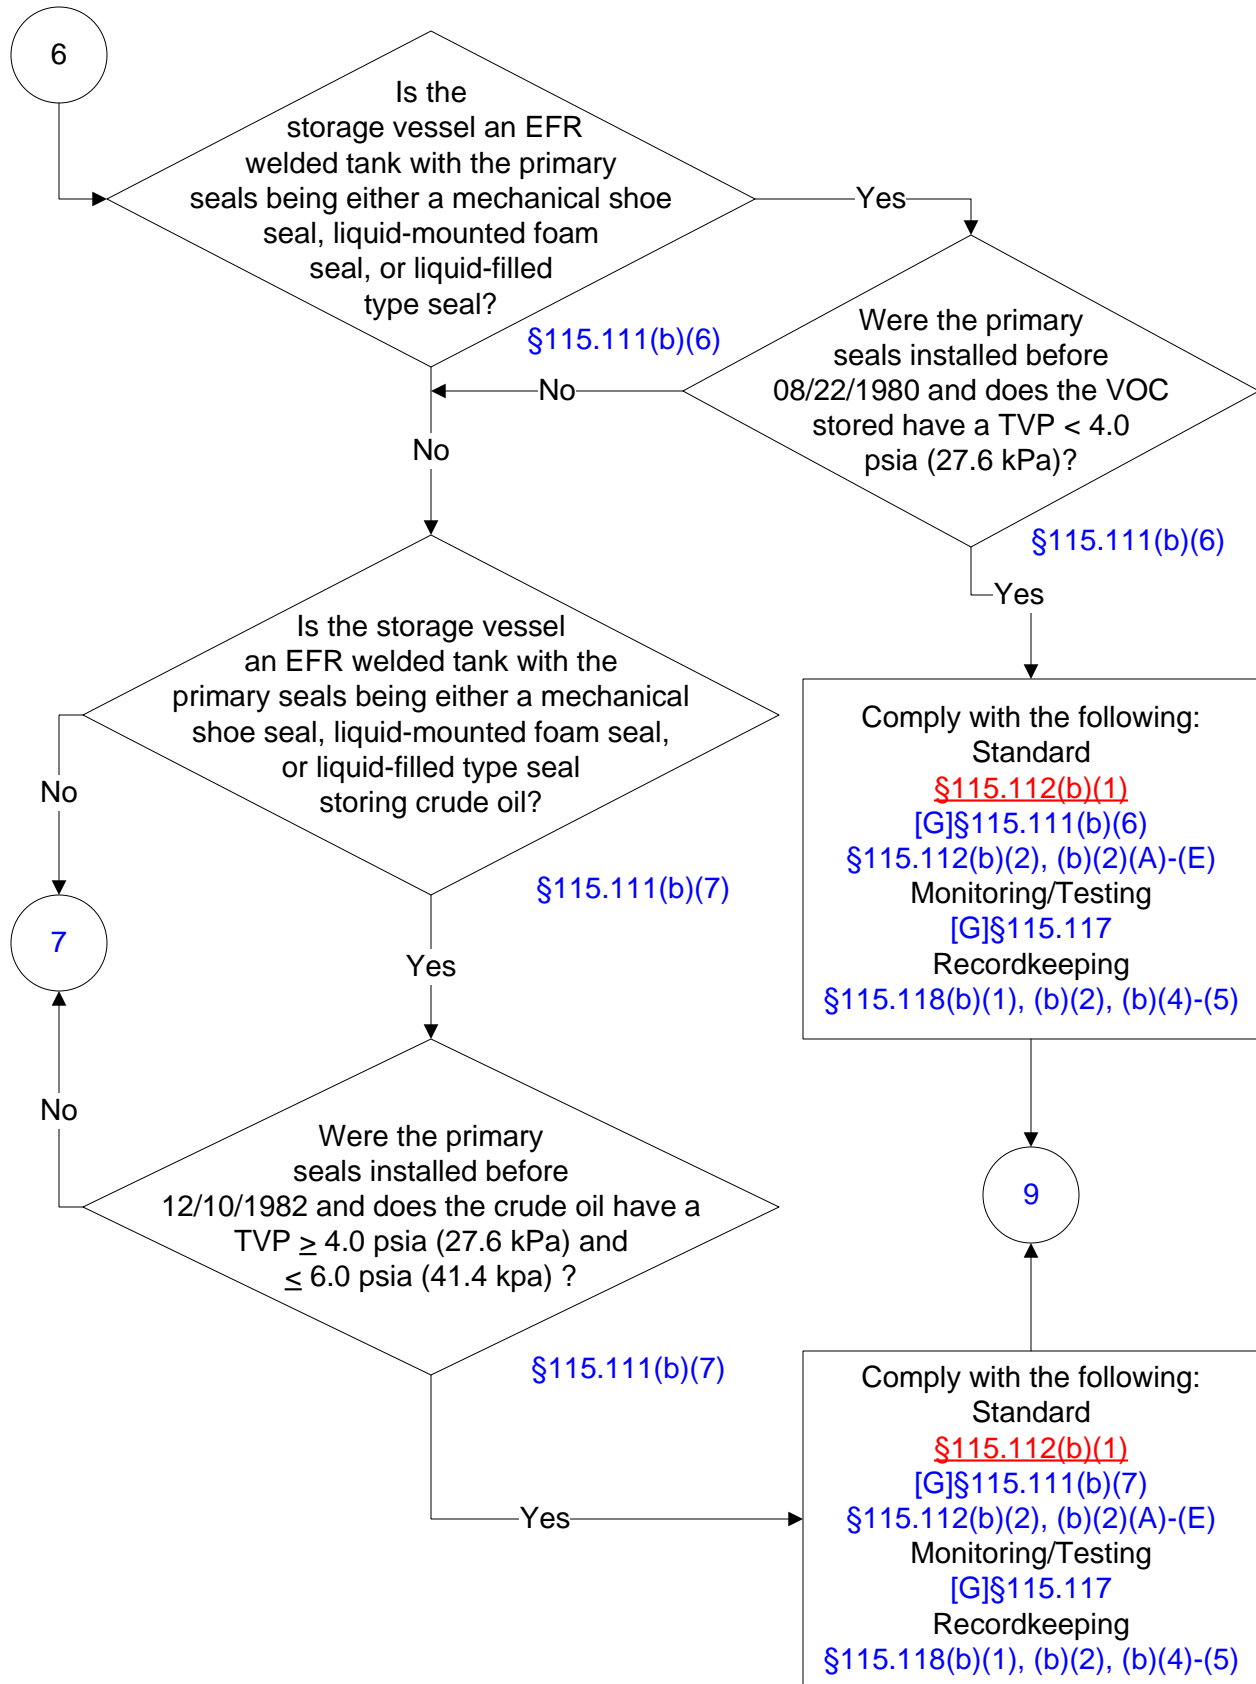 6
Is the
storage vessel an EFR
welded tank with the primary
seals being either a mechanical shoe
seal, liquid-mounted foam
seal, or liquid-filled
type seal?
§115.111(b)(6)
Yes
Were the primary
seals installed before
08/22/1980 and does the VOC
stored have a TVP < 4.0
psia (27.6 kPa)?
§115.111(b)(6)
No
No
Yes
Is the storage vessel
an EFR welded tank with the
primary seals being either a mechanical
shoe seal, liquid-mounted foam seal,
or liquid-filled type seal
storing crude oil?
§115.111(b)(7)
No
7
Yes
No
Comply with the following:
Standard
§115.112(b)(1)
[G]§115.111(b)(6)
§115.112(b)(2), (b)(2)(A)-(E)
Monitoring/Testing
[G]§115.117
Recordkeeping
§115.118(b)(1), (b)(2), (b)(4)-(5)
Were the primary
seals installed before
12/10/1982 and does the crude oil have a
TVP ≥ 4.0 psia (27.6 kPa) and
≤ 6.0 psia (41.4 kpa) ?
§115.111(b)(7)
9
Yes
Comply with the following:
Standard
§115.112(b)(1)
[G]§115.111(b)(7)
§115.112(b)(2), (b)(2)(A)-(E)
Monitoring/Testing
[G]§115.117
Recordkeeping
§115.118(b)(1), (b)(2), (b)(4)-(5)